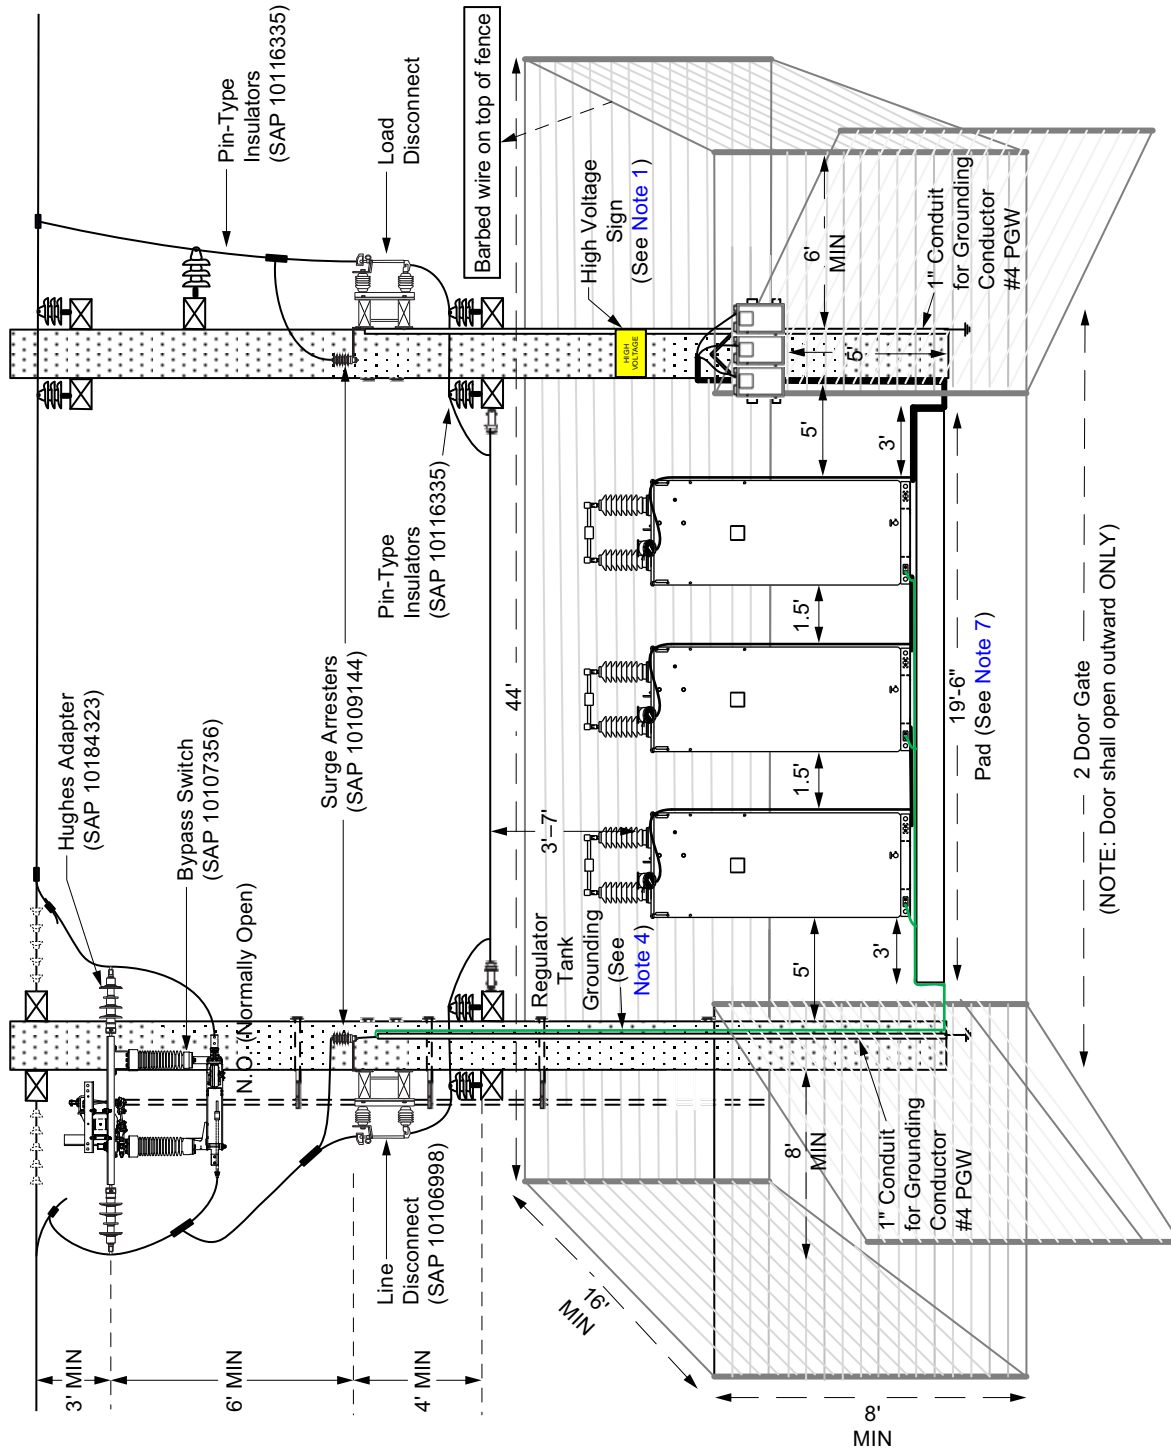 3' MIN
6' MIN
4' MIN
8'
MIN
16'
MIN
Hughes Adapter
(SAP 10184323)
Bypass Switch
(SAP 10107356)
N.O. (Normally Open)
Surge Arresters
(SAP 10109144)
Line
Disconnect
(SAP 10106998)
Pin-Type
Insulators
(SAP 10116335)
Load
Disconnect
Pin-Type
Insulators
(SAP 10116335)
Barbed wire on top of fence
44'
3'–7'
High Voltage
Sign
(See Note 1)
HIGH
VOLTAGE
Regulator
Tank
Grounding
(See
Note 4)
5'
3'
1.5'
1.5'
5'
3'
5'
6'
MIN
8'
MIN
1" Conduit
for Grounding
Conductor
#4 PGW
1" Conduit
for Grounding
Conductor
#4 PGW
19'-6"
Pad (See Note 7)
2 Door Gate
(NOTE: Door shall open outward ONLY)